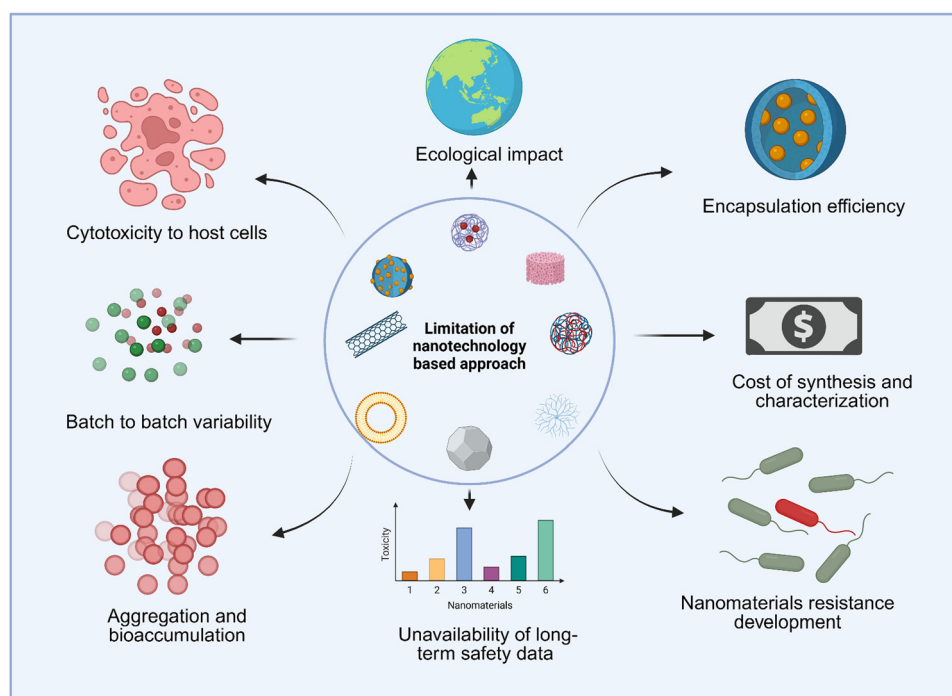 Ecological impact
Encapsulation efficiency
Cytotoxicity to host cells
Limitation of
nanotechnology
based approach
$
Cost of synthesis and
characterization
Batch to batch variability
Toxicity
1 2 3 4 5 6
Nanomaterials
Aggregation and
bioaccumulation
Unavailability of long-
term safety data
Nanomaterials resistance
development